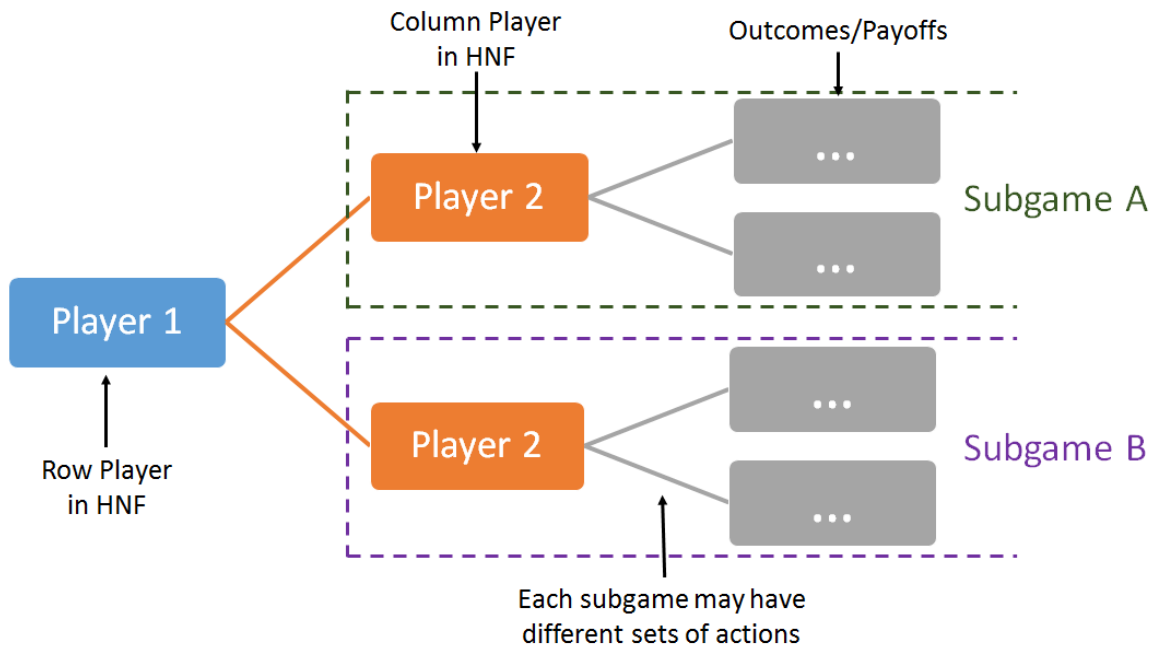 Column Player
in HNF
Outcomes/Payoffs
...
Player 2
Subgame A
...
Player 1
...
Player 2
Subgame B
Row Player
in HNF
...
Each subgame may have
different sets of actions